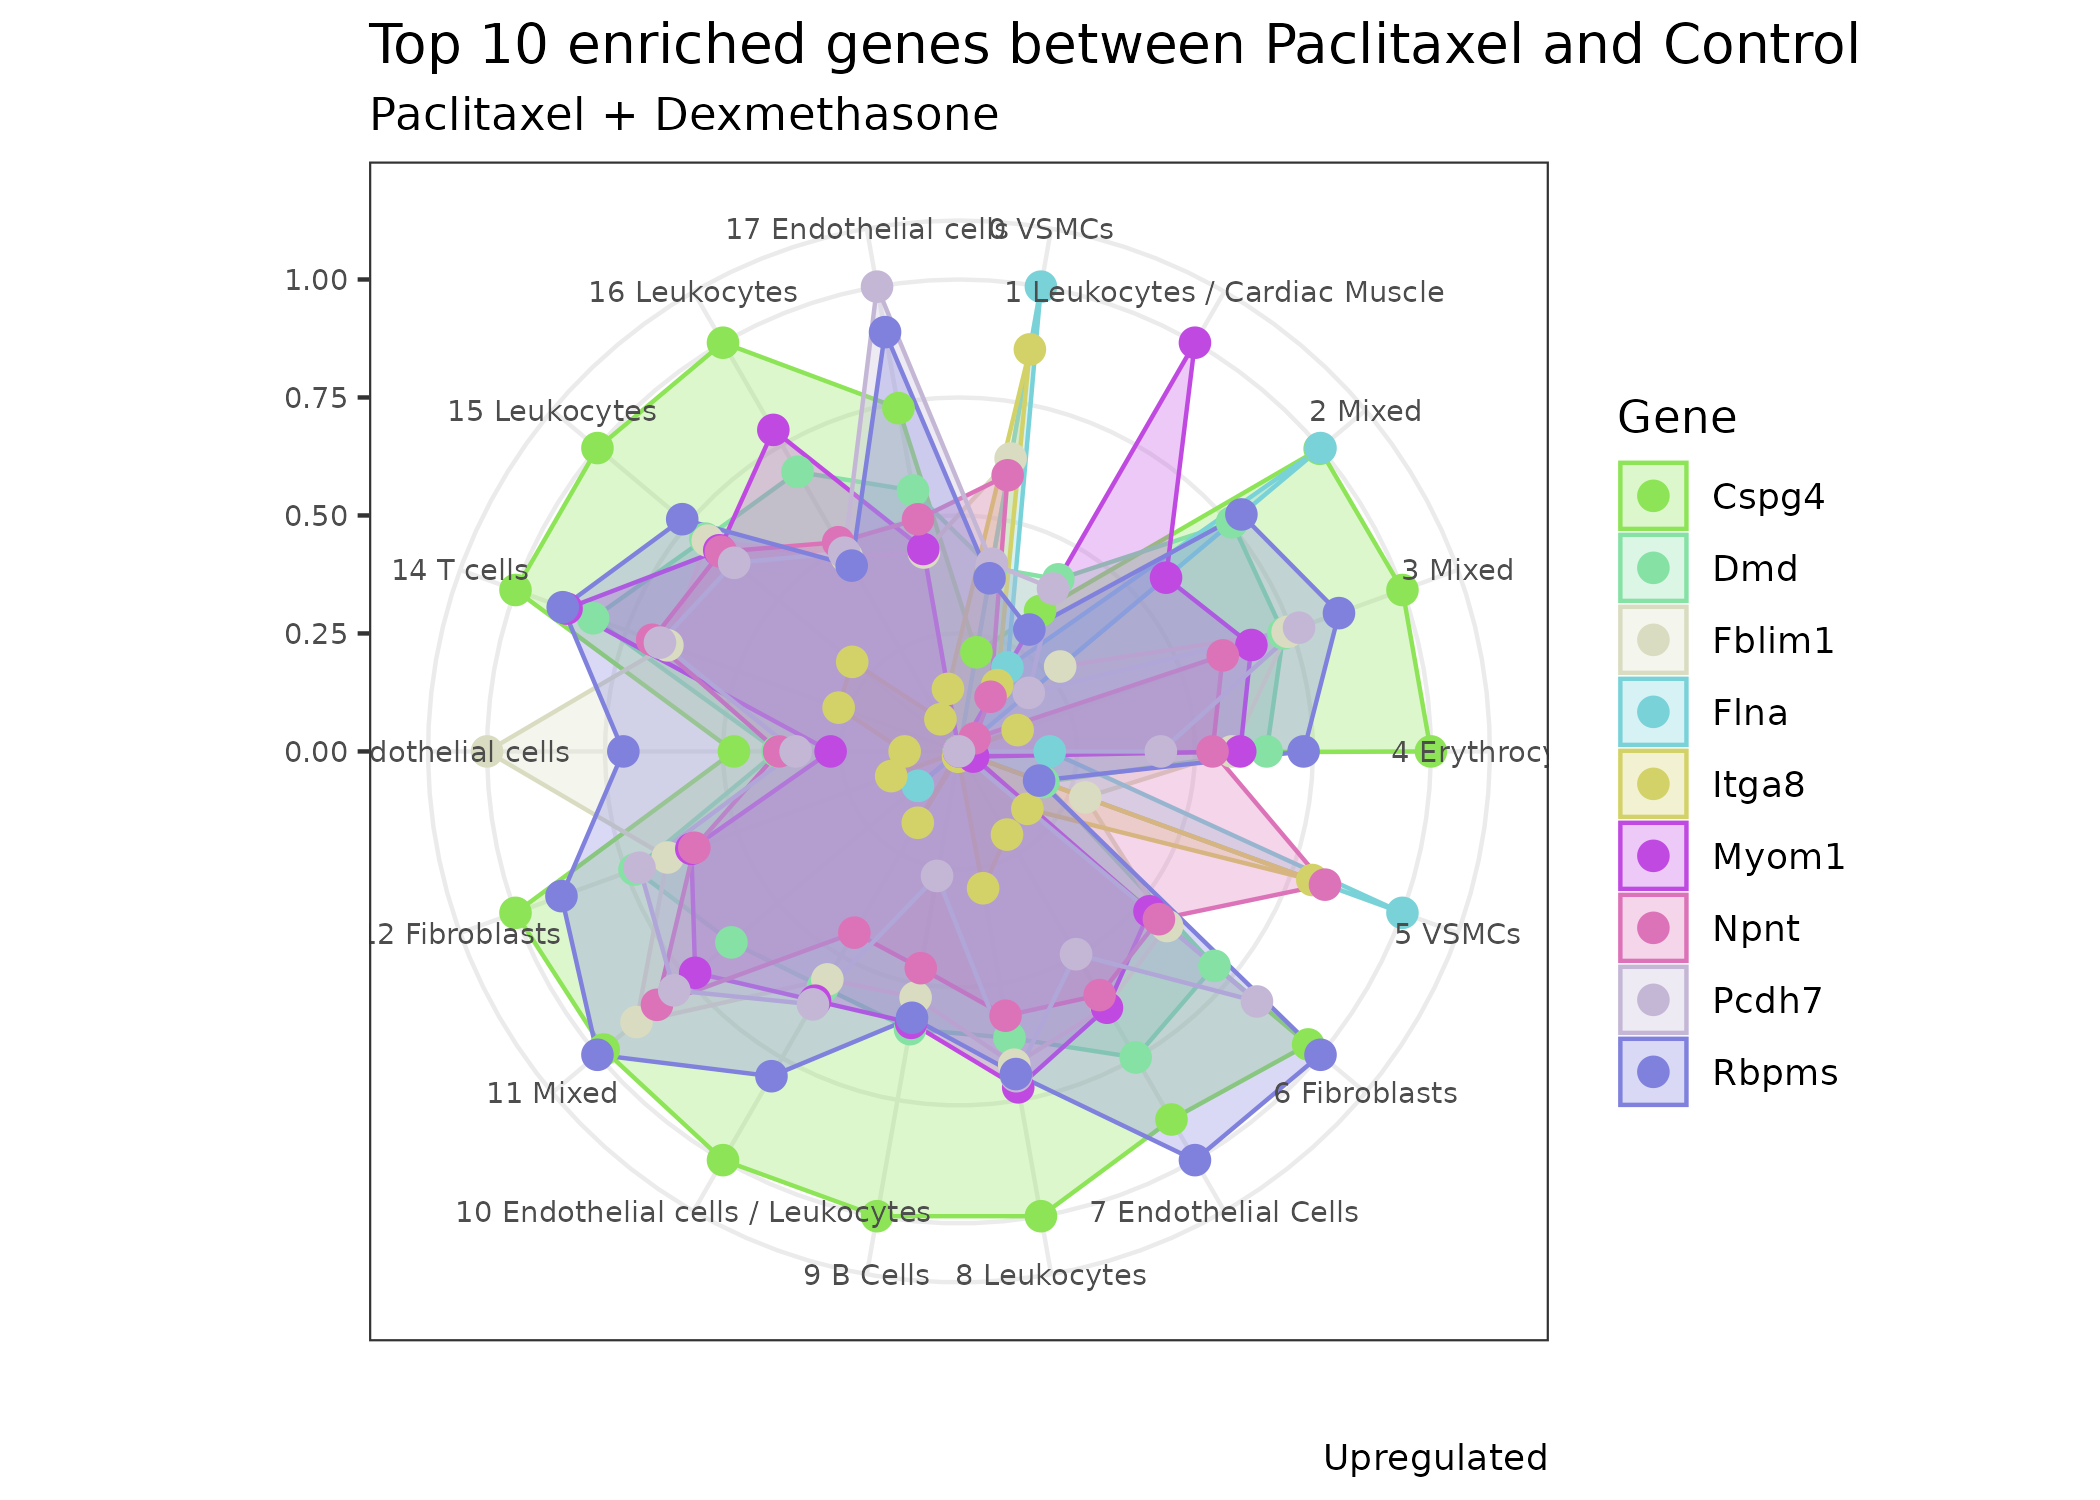 Top 10 enriched genes between Paclitaxel and Control
Paclitaxel + Dexmethasone
17 Endothelial cells
0 VSMCs
16 Leukocytes
1 Leukocytes / Cardiac Muscle
15 Leukocytes
2 Mixed
14 T cells
3 Mixed
dothelial cells
4 Erythrocy
2 Fibroblasts
5 VSMCs
11 Mixed
6 Fibroblasts
10 Endothelial cells / Leukocytes
7 Endothelial Cells
9 B Cells
8 Leukocytes
1.00
0.75
0.50
0.25
0.00
Gene
Cspg4
Dmd
Fblim1
Flna
Itga8
Myom1
Npnt
Pcdh7
Rbpms
Upregulated